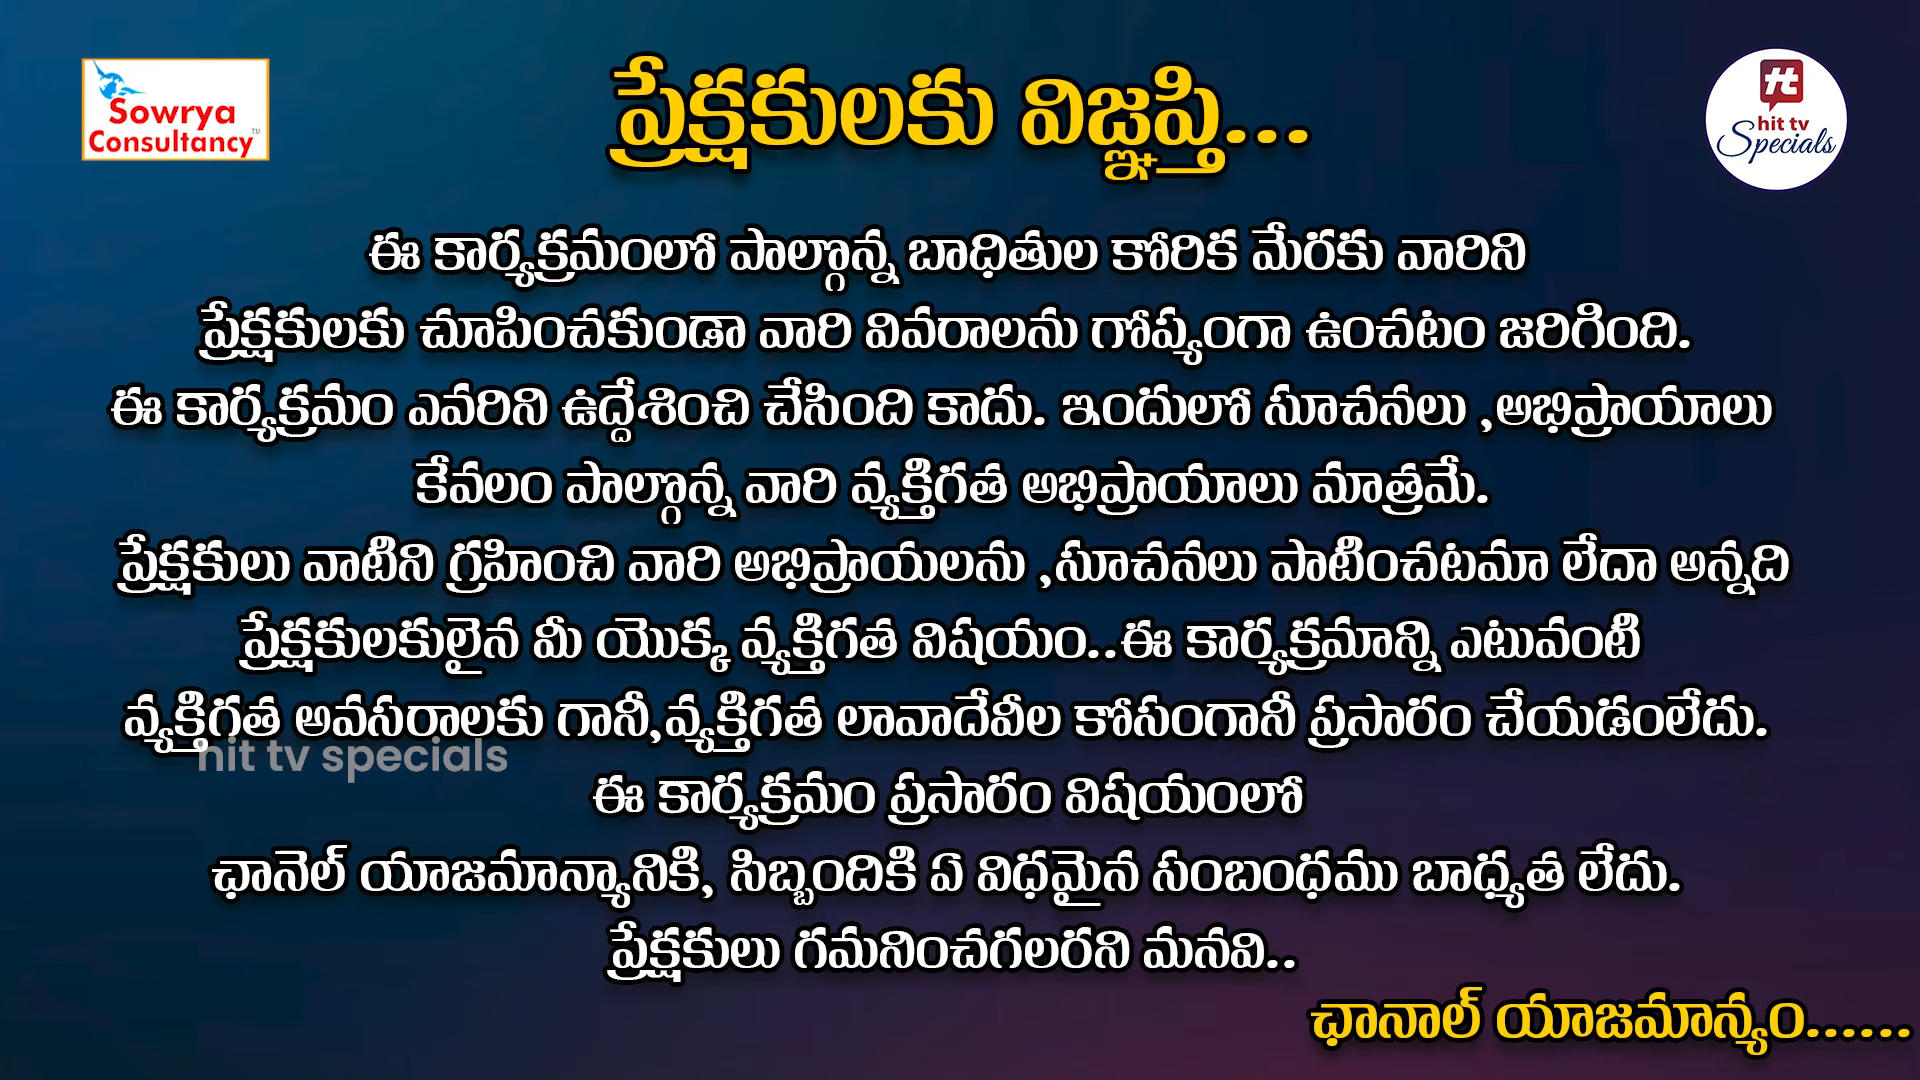 Sowrya
Consultancy™
ప్రేక్షకులకు విజ్ఞప్తి...
hit tv
Specials
ఈ కార్యక్రమంలో పాల్గొన్న బాధితుల కోరిక మేరకు వారిని
ప్రేక్షకులకు చూపించకుండా వారి వివరాలను గోప్యంగా ఉంచటం జరిగింది.
ఈ కార్యక్రమం ఎవరిని ఉద్దేశించి చేసింది కాదు. ఇందులో సూచనలు ,అభిప్రాయాలు
కేవలం పాల్గొన్న వారి వ్యక్తిగత అభిప్రాయాలు మాత్రమే.
ప్రేక్షకులు వాటిని గ్రహించి వారి అభిప్రాయలను ,సూచనలు పాటించటమా లేదా అన్నది
ప్రేక్షకులకులైన మీ యొక్క వ్యక్తిగత విషయం..ఈ కార్యక్రమాన్ని ఎటువంటి
వ్యక్తిగత అవసరాలకు గానీ,వ్యక్తిగత లావాదేవీల కోసంగానీ ప్రసారం చేయడంలేదు.
hit tv specials
ఈ కార్యక్రమం ప్రసారం విషయంలో
ఛానెల్ యాజమాన్యానికి, సిబ్బందికి ఏ విధమైన సంబంధము బాధ్యత లేదు.
ప్రేక్షకులు గమనించగలరని మనవి..
ఛానాల్ యాజమాన్యం......